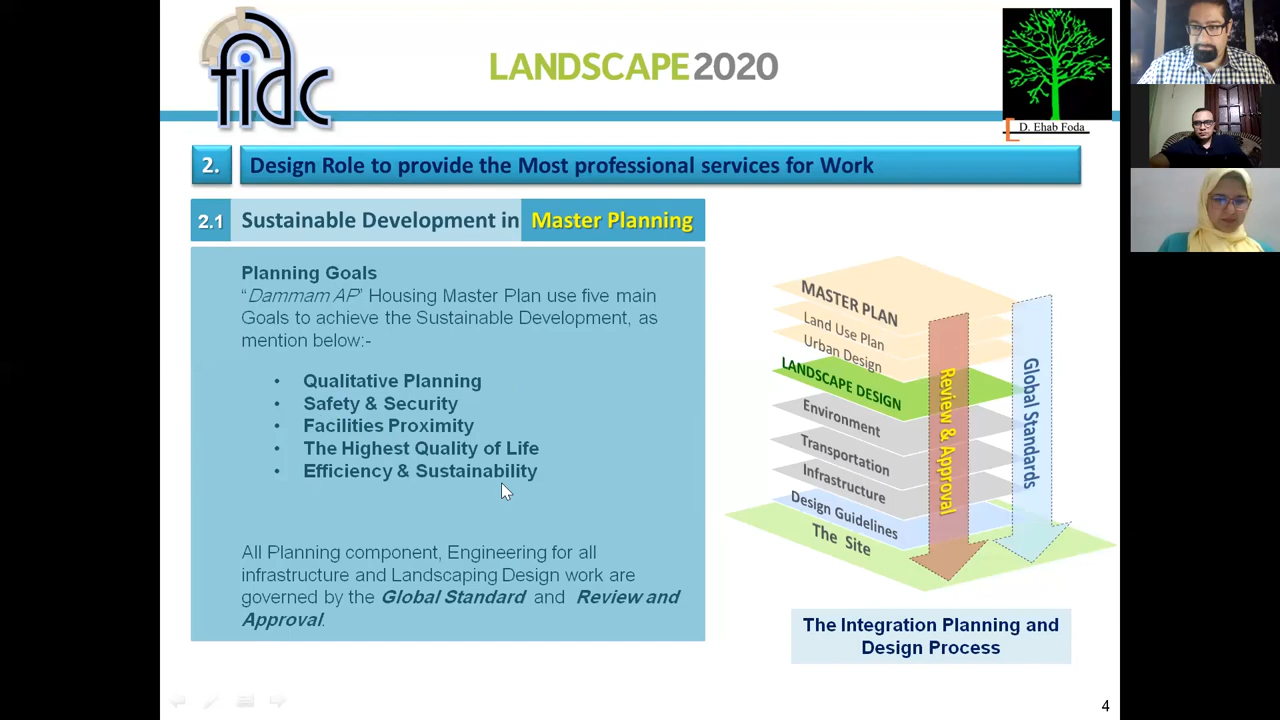 fidc
LANDSCAPE2020
D. Ehab Foda
2. Design Role to provide the Most professional services for Work
2.1 Sustainable Development in Master Planning
Planning Goals
“Dammam AP” Housing Master Plan use five main
Goals to achieve the Sustainable Development, as
mention below:-
• Qualitative Planning
• Safety & Security
• Facilities Proximity
• The Highest Quality of Life
• Efficiency & Sustainability
All Planning component, Engineering for all
infrastructure and Landscaping Design work are
governed by the Global Standard and Review and
Approval.
MASTER PLAN
Land Use Plan
Urban Design
LANDSCAPE DESIGN
Environment
Transportation
Infrastructure
Design Guidelines
The Site
Review & Approval
Global Standards
The Integration Planning and
Design Process
4